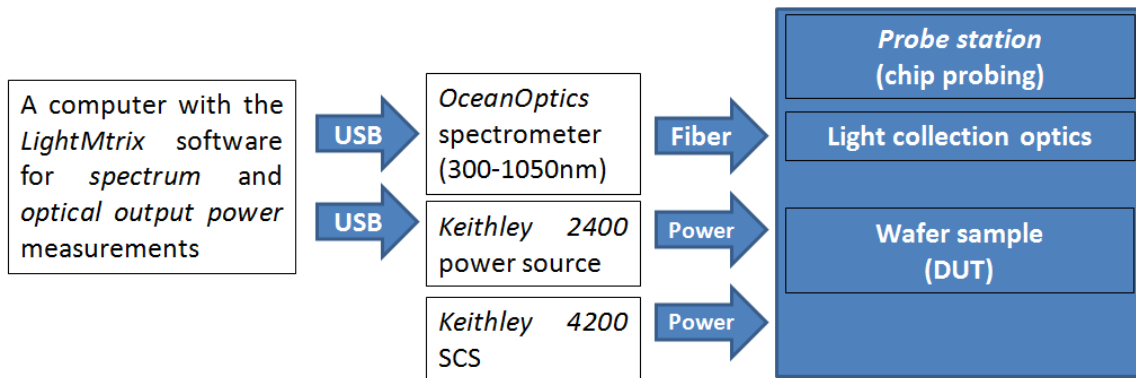 A computer with the
LightMtrix software
for spectrum and
optical output power
measurements
USB
USB
OceanOptics
spectrometer
(300-1050nm)
Keithley 2400
power source
Keithley 4200
SCS
Fiber
Power
Power
Probe station
(chip probing)
Light collection optics
Wafer sample
(DUT)